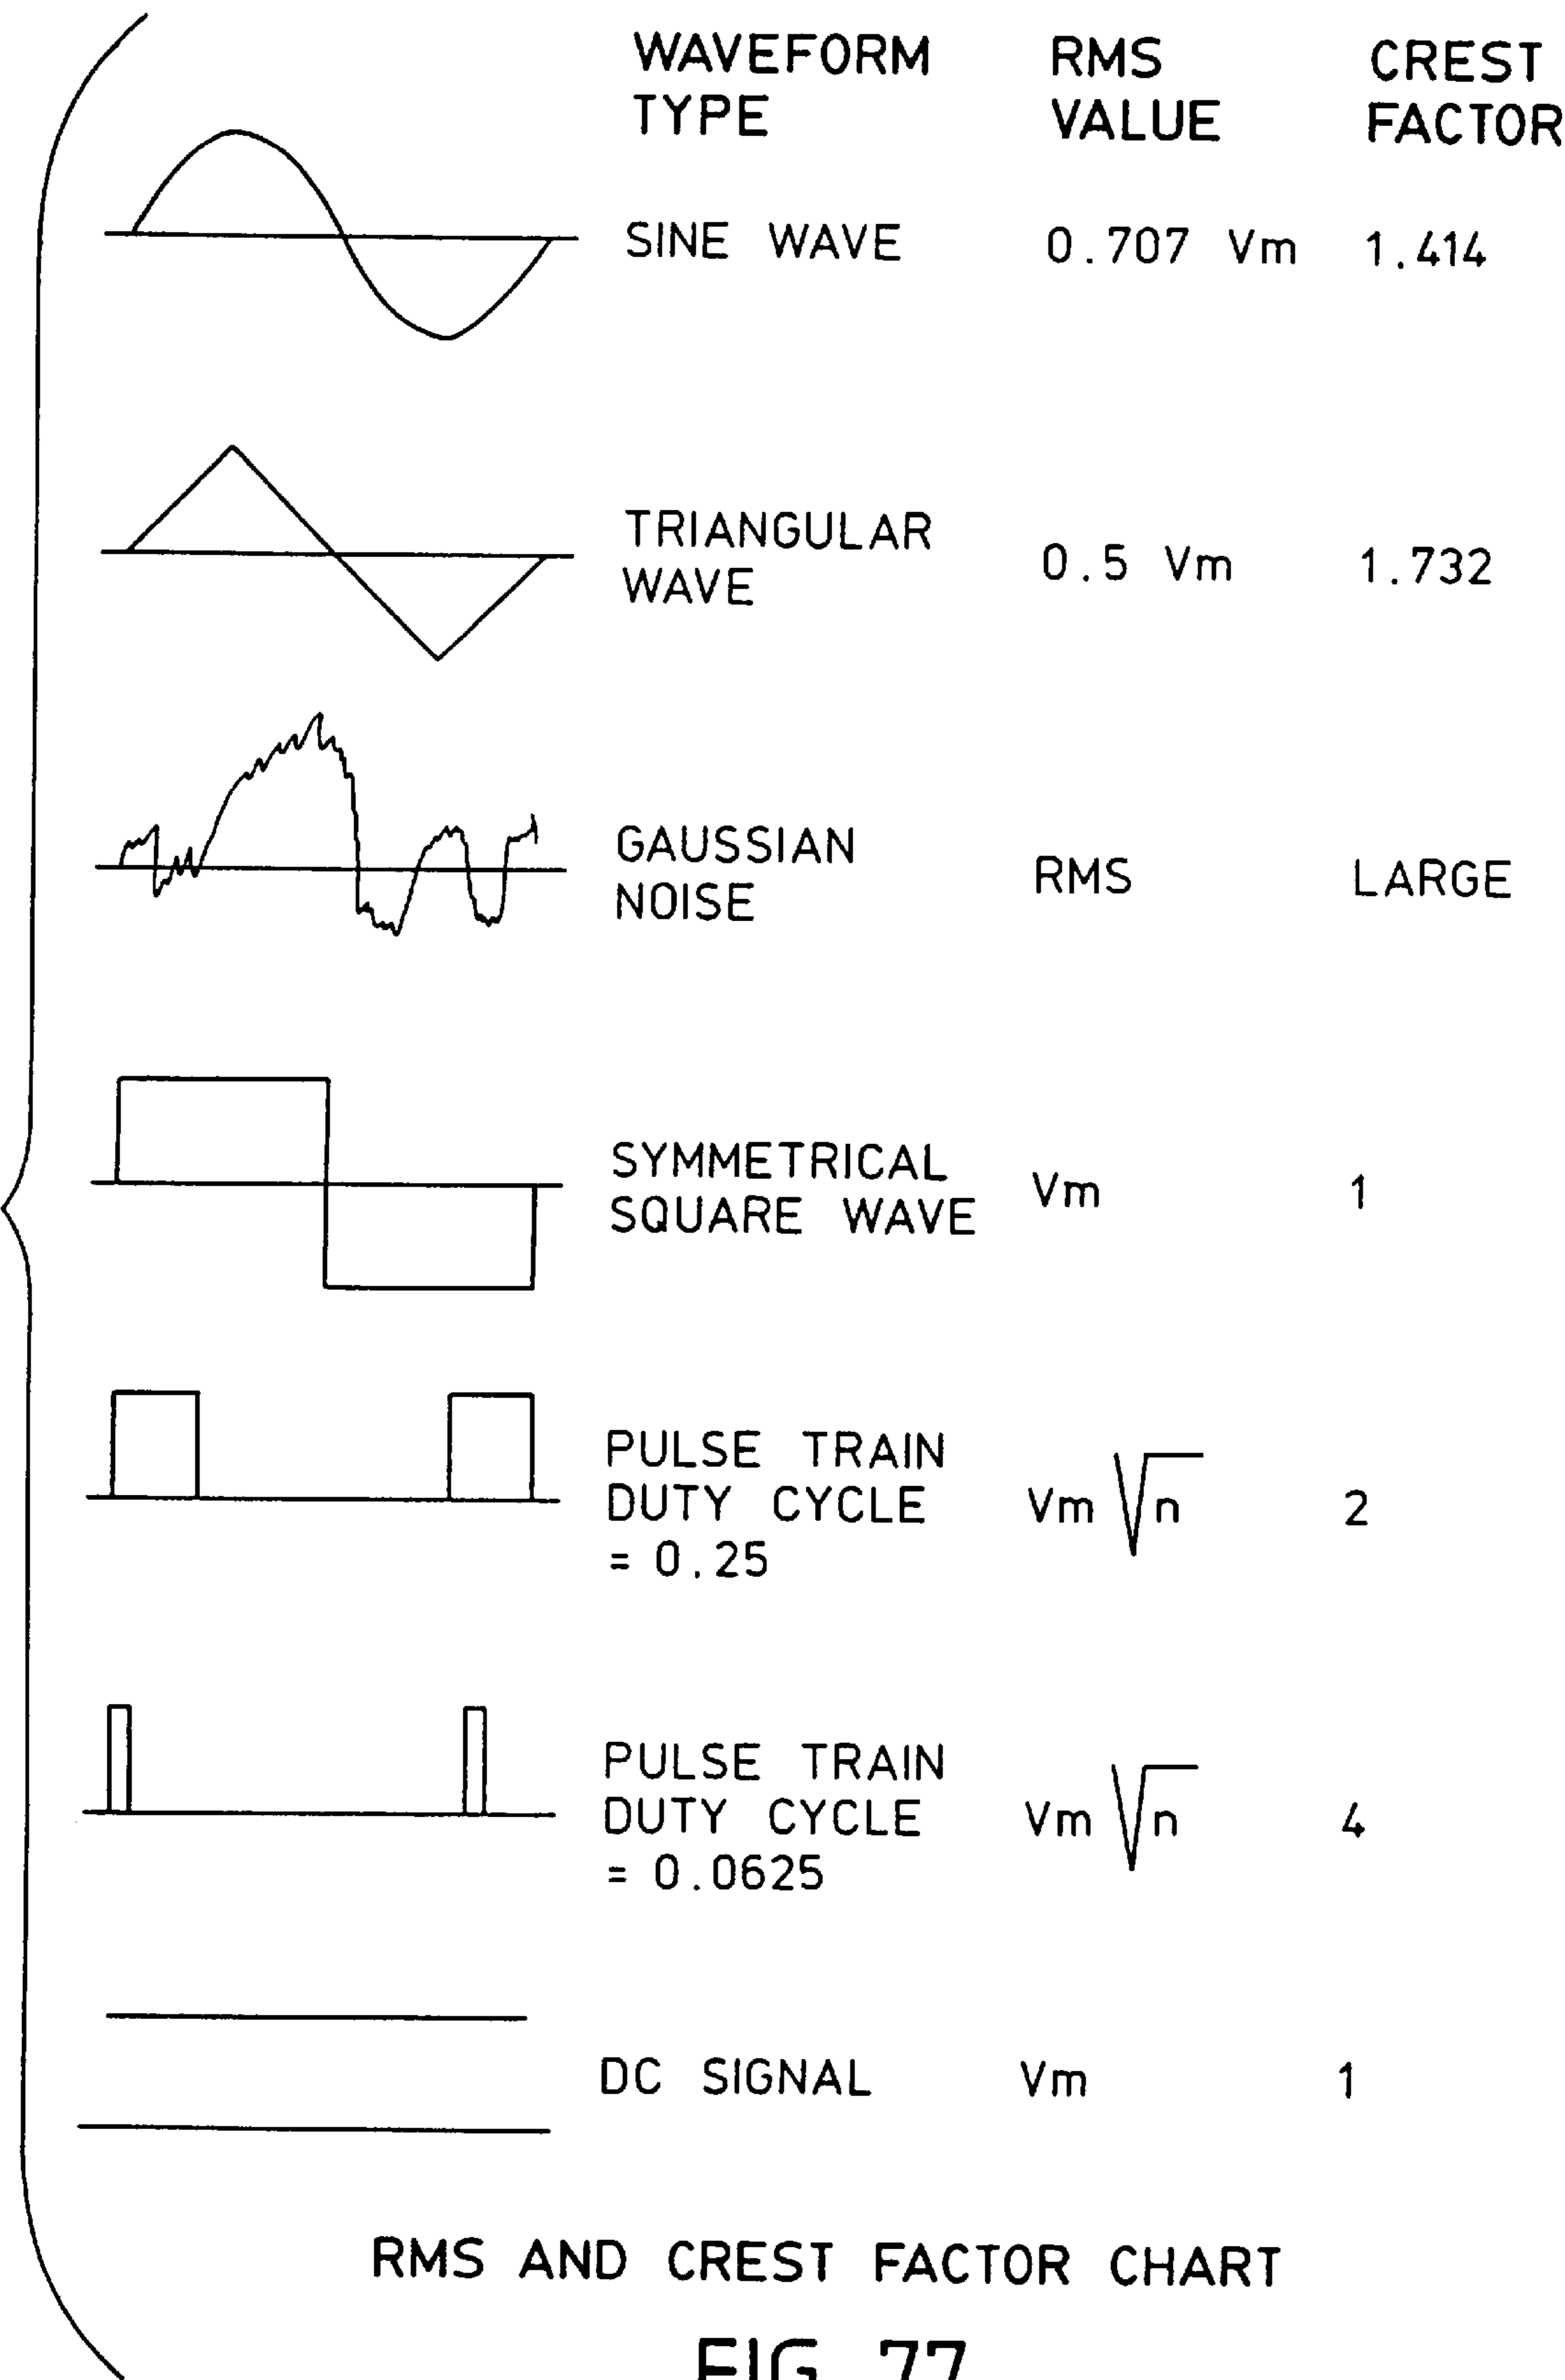 WAVEFORM TYPE RMS VALUE CREST FACTOR
SINE WAVE 0.707 Vm 1.414
TRIANGULAR WAVE 0.5 Vm 1.732
GAUSSIAN NOISE RMS LARGE
SYMMETRICAL SQUARE WAVE Vm 1
PULSE TRAIN DUTY CYCLE = 0.25 Vm √n 2
PULSE TRAIN DUTY CYCLE = 0.0625 Vm √n 4
DC SIGNAL Vm 1
RMS AND CREST FACTOR CHART
FIG. 77